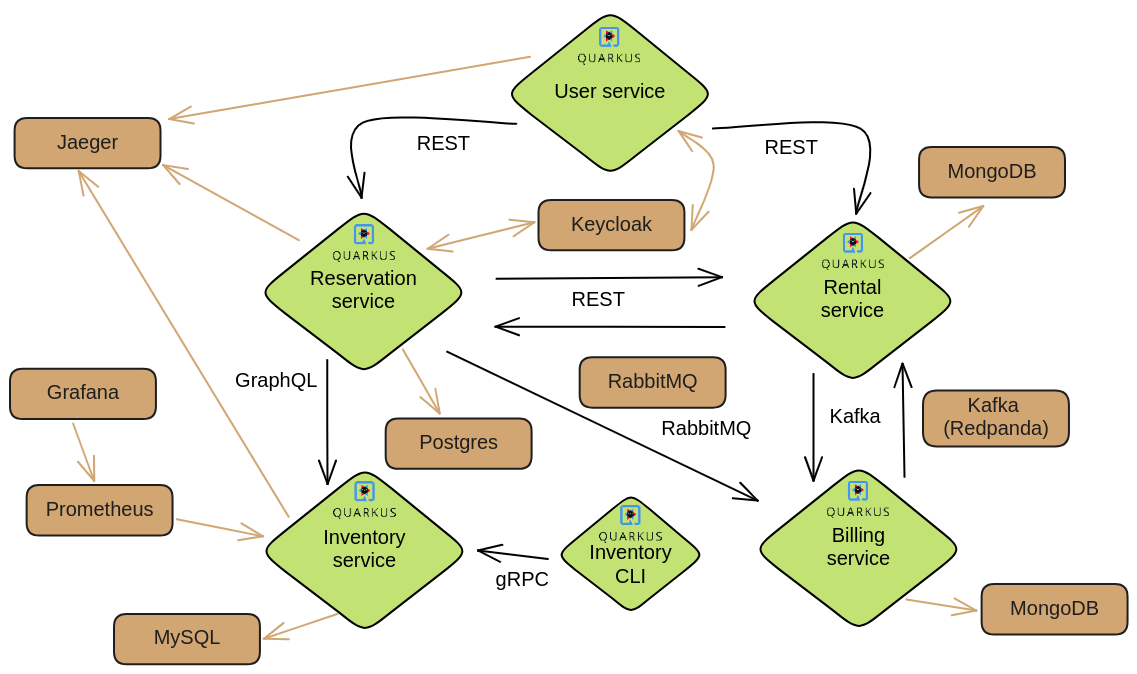 QUARKUS
User service
Jaeger
REST
REST
MongoDB
Keycloak
QUARKUS
Reservation
service
QUARKUS
Rental
service
REST
GraphQL
Grafana
RabbitMQ
RabbitMQ
Kafka
Kafka
(Redpanda)
Postgres
Prometheus
QUARKUS
Inventory
service
QUARKUS
Inventory
CLI
gRPC
QUARKUS
Billing
service
MySQL
MongoDB